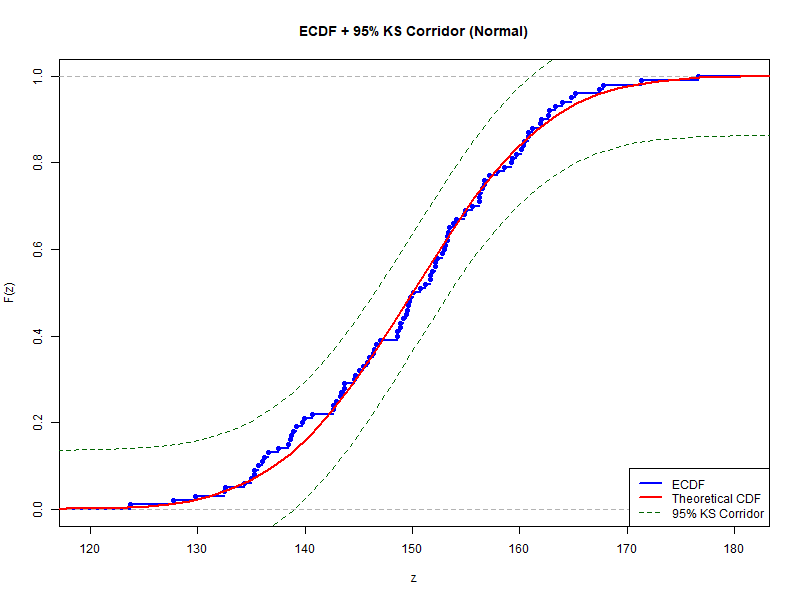 ECDF + 95% KS Corridor (Normal)
F(z)
1.0
0.8
0.6
0.4
0.2
0.0
120 130 140 150 160 170 180
z
ECDF
Theoretical CDF
95% KS Corridor